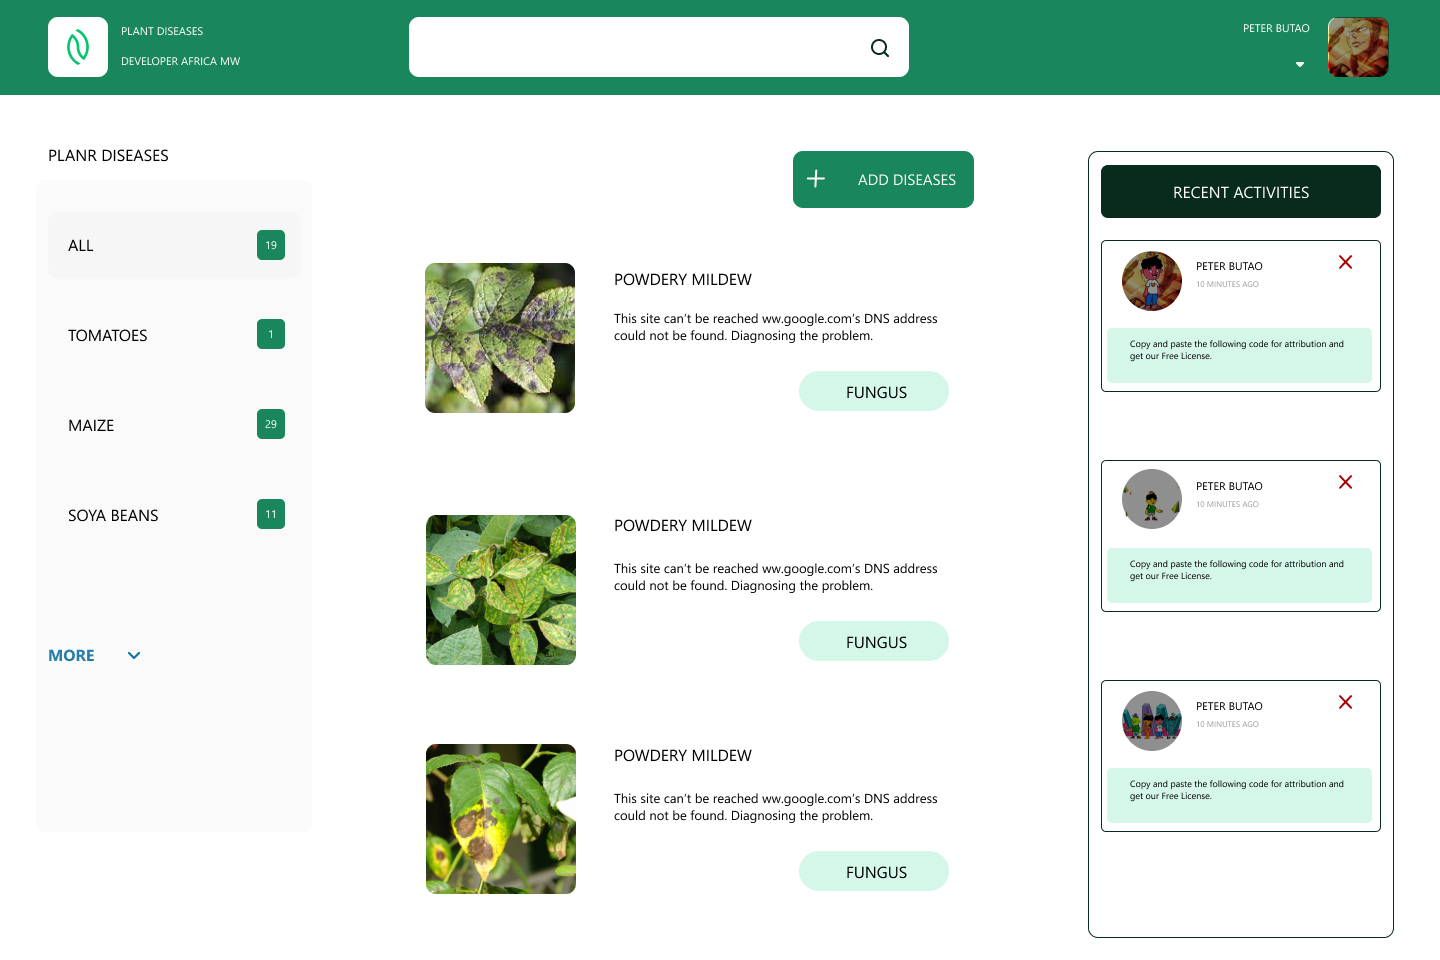 PLANT DISEASES
DEVELOPER AFRICA MW
PETER BUTAO
PLANR DISEASES
ALL
19
TOMATOES
1
MAIZE
29
SOYA BEANS
11
MORE
ADD DISEASES
POWDERY MILDEW
This site can't be reached ww.google.com's DNS address
could not be found. Diagnosing the problem.
FUNGUS
POWDERY MILDEW
This site can't be reached ww.google.com's DNS address
could not be found. Diagnosing the problem.
FUNGUS
POWDERY MILDEW
This site can't be reached ww.google.com's DNS address
could not be found. Diagnosing the problem.
FUNGUS
RECENT ACTIVITIES
PETER BUTAO
10 MINUTES AGO
Copy and paste the following code for attribution and
get our Free License.
PETER BUTAO
10 MINUTES AGO
Copy and paste the following code for attribution and
get our Free License.
PETER BUTAO
10 MINUTES AGO
Copy and paste the following code for attribution and
get our Free License.